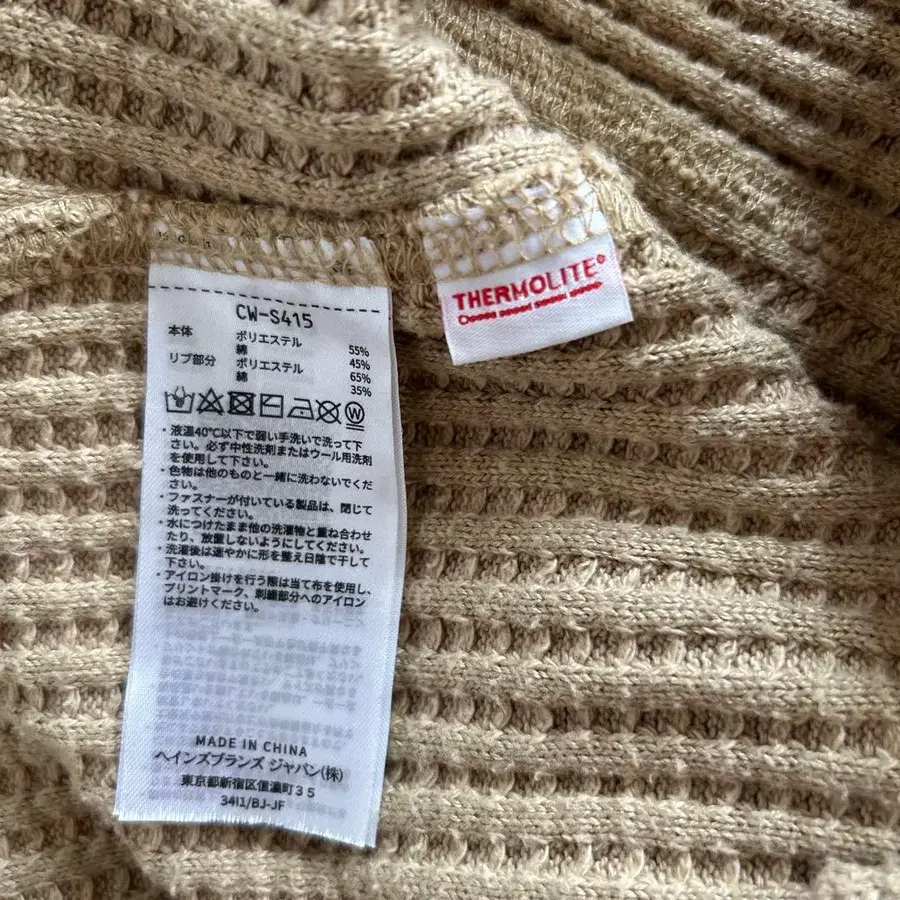 CW-S415
本体 ポリエステル 55%
綿 45%
リブ部分 ポリエステル 65%
綿 35%
・液温40℃以下で弱い手洗いで洗って下
さい。必ず中性洗剤またはウール用洗剤
を使用して下さい。
・色物は他のものと一緒に洗わないでくだ
さい。
・ファスナーが付いている製品は、閉じて
洗ってください。
・水につけたまま他の洗濯物と重ね合わせ
たり、放置しないようにしてください。
・洗濯後は速やかに形を整え日陰で干して
下さい。
・アイロン掛けを行う際は当て布を使用し、
プリントマーク、刺繍部分へのアイロン
はお避けください。
MADE IN CHINA
ヘインズブランズ ジャパン(株)
東京都新宿区信濃町35
34I1/BJ-JF
THERMOLITE®